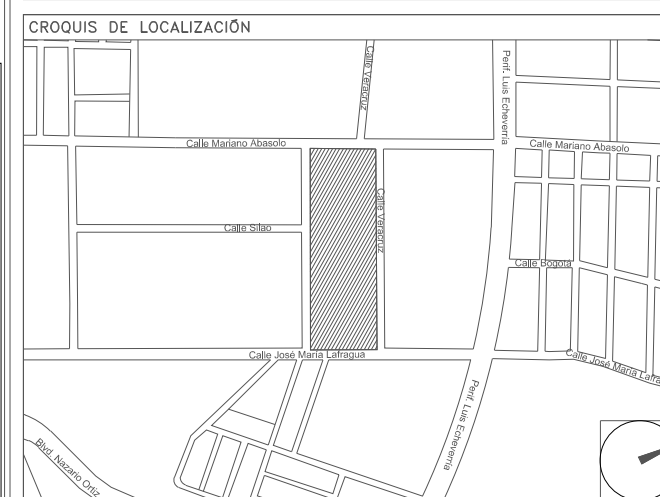 CROQUIS DE LOCALIZACIÓN
Calle Veracruz
Perif. Luis Echeverría
Calle Mariano Abasolo
Calle Mariano Abasolo
Calle Veracruz
Calle Silao
Calle Bogotá
Calle José María Lafragua
Calle José María Lafra
Perif. Luis Echeverría
Blvd. Nazario Ortiz